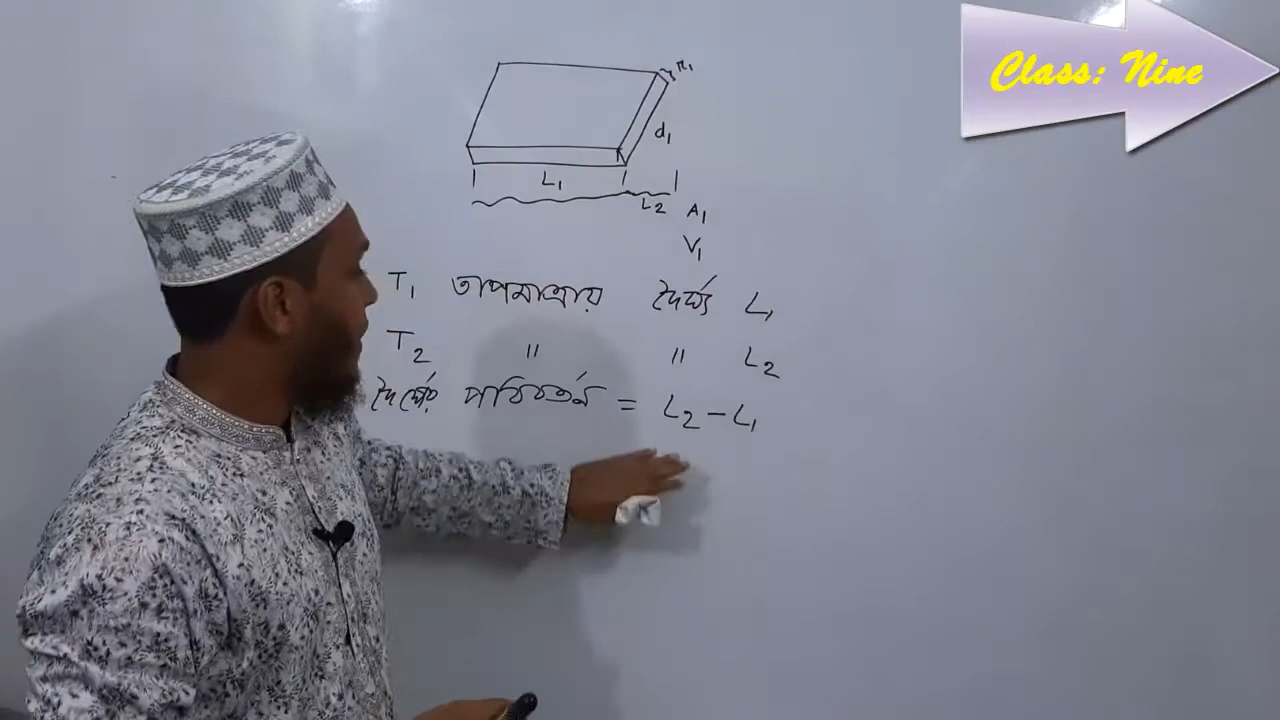 Class: Nine
d₁
L₁
L₂ A₁
V₁
T₁ তাপমাত্রায় দৈর্ঘ্য L₁
T₂ " " L₂
দৈর্ঘ্যের পরিবর্তন = L₂ - L₁